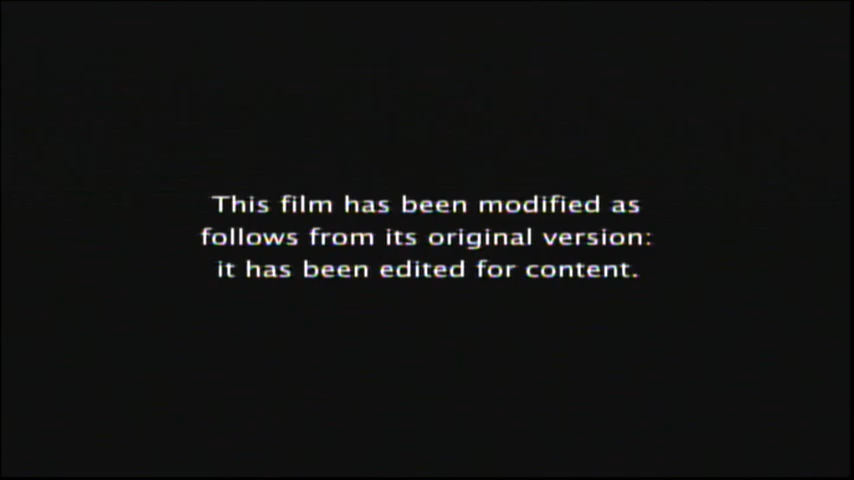 This film has been modified as
follows from its original version:
it has been edited for content.